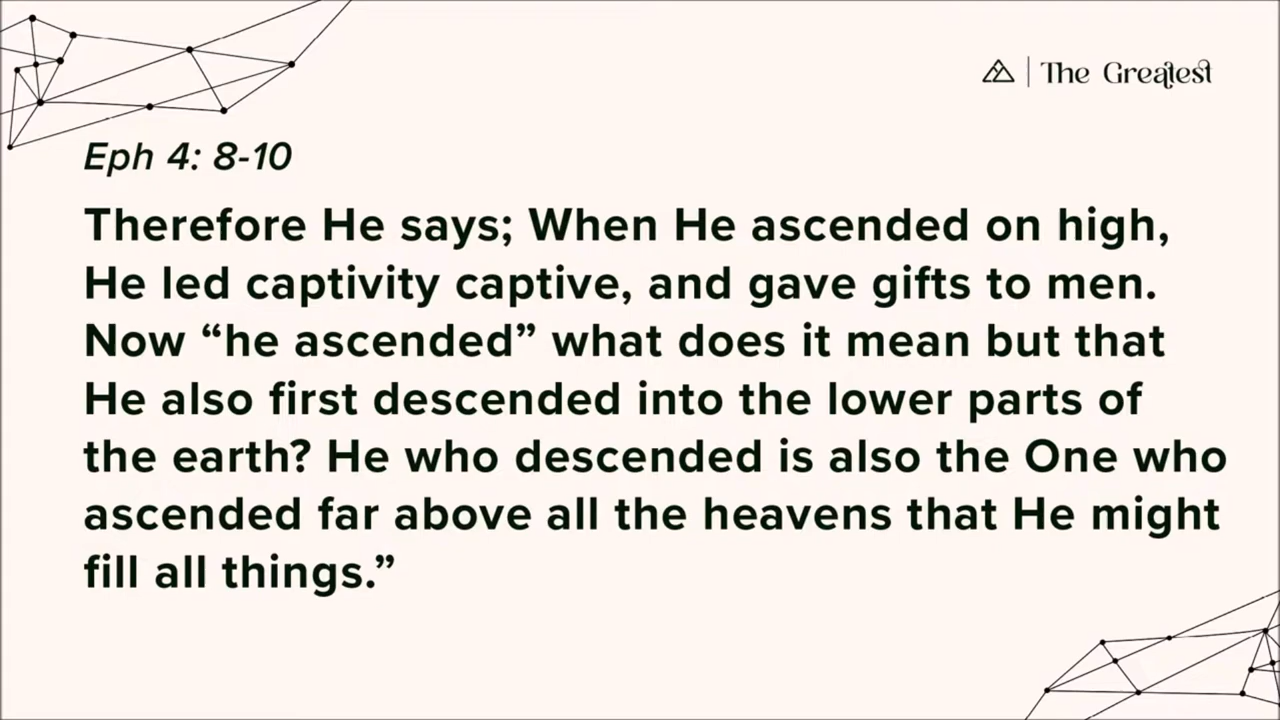 The Greatest
Eph 4: 8-10
Therefore He says; When He ascended on high,
He led captivity captive, and gave gifts to men.
Now “he ascended” what does it mean but that
He also first descended into the lower parts of
the earth? He who descended is also the One who
ascended far above all the heavens that He might
fill all things.”